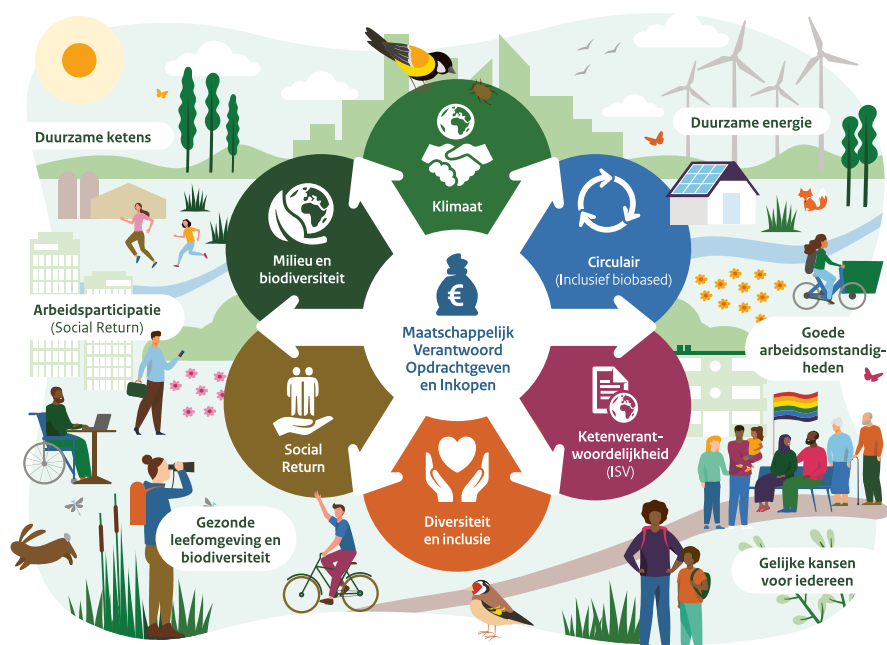 Duurzame ketens
Duurzame energie
Klimaat
Milieu en
biodiversiteit
Circulair
(Inclusief biobased)
€
Maatschappelijk
Verantwoord
Opdrachtgeven
en Inkopen
Arbeidsparticipatie
(Social Return)
Goede
arbeidsomstandig-
heden
Social
Return
Ketenverant-
woordelijkheid
(ISV)
Diversiteit
en inclusie
Gezonde
leefomgeving en
biodiversiteit
Gelijke kansen
voor iedereen